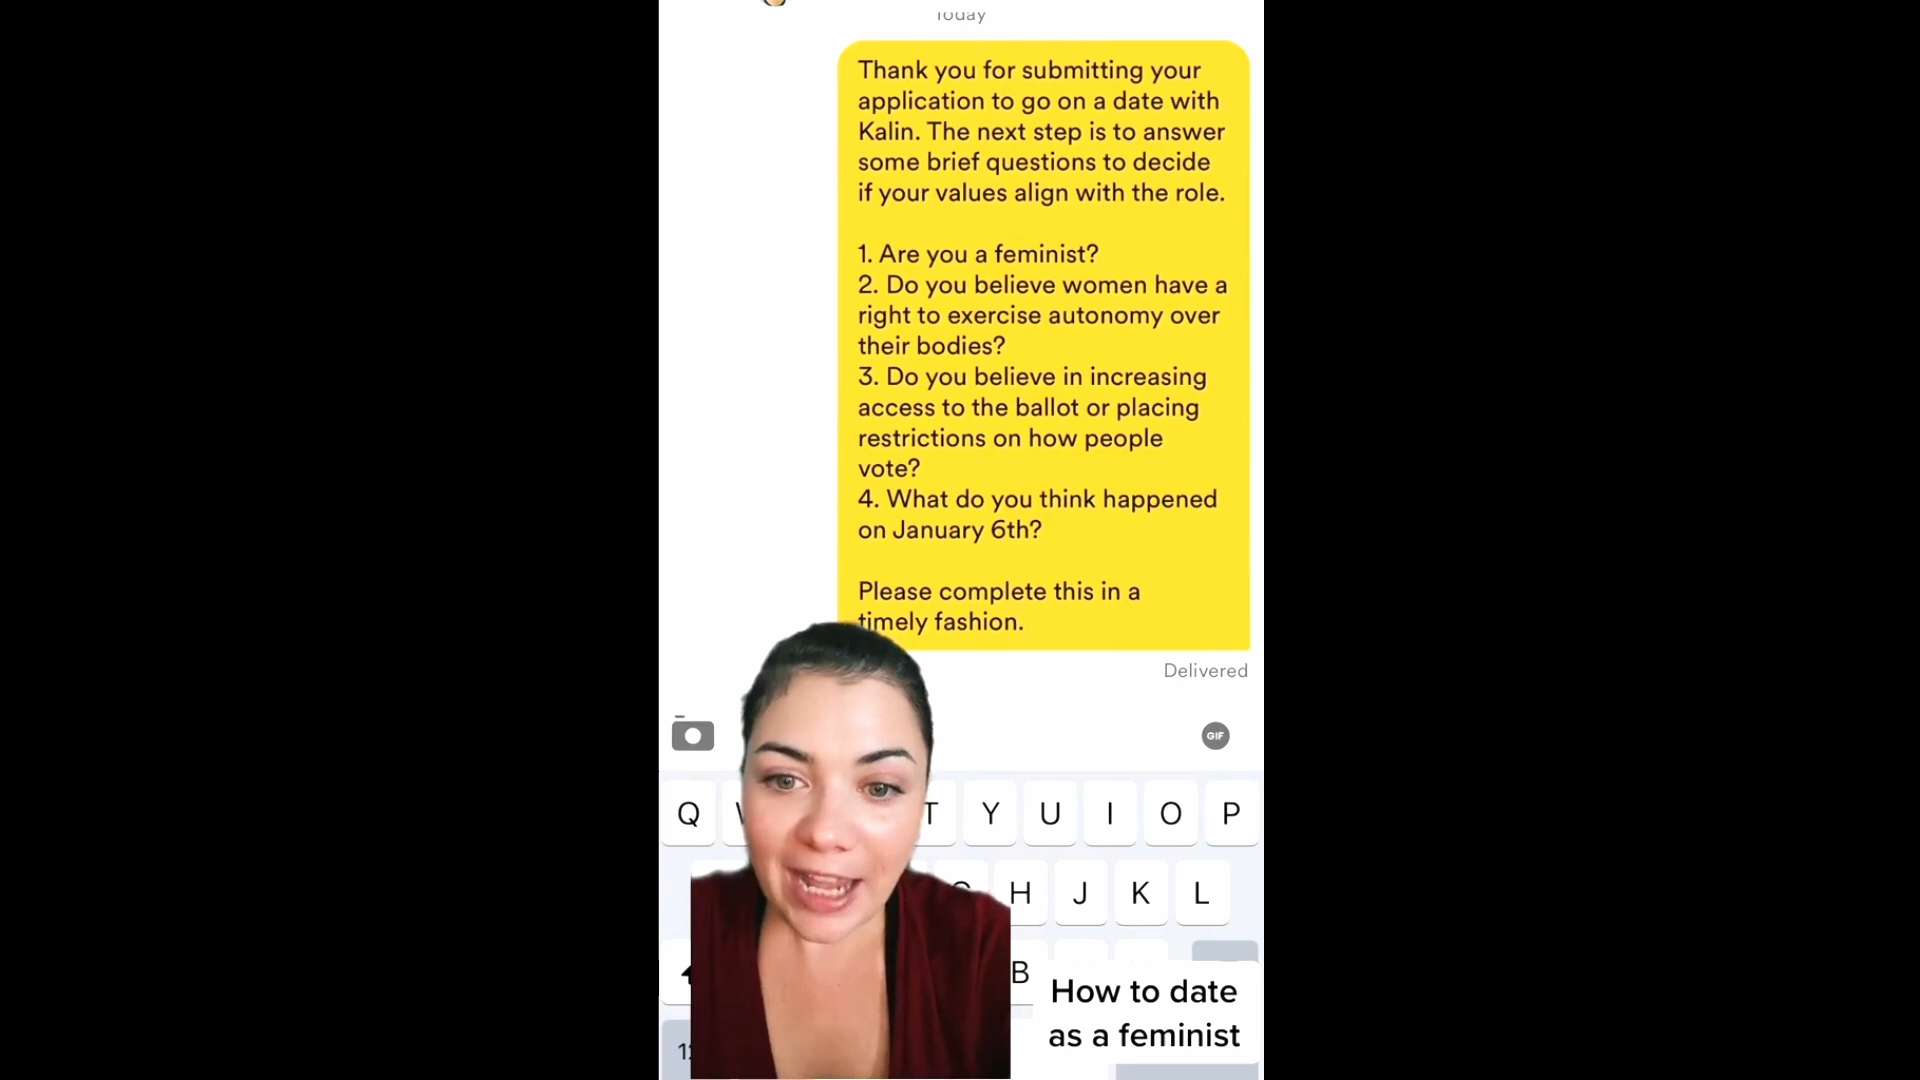 Today
Thank you for submitting your
application to go on a date with
Kalin. The next step is to answer
some brief questions to decide
if your values align with the role.
1. Are you a feminist?
2. Do you believe women have a
right to exercise autonomy over
their bodies?
3. Do you believe in increasing
access to the ballot or placing
restrictions on how people
vote?
4. What do you think happened
on January 6th?
Please complete this in a
timely fashion.
Delivered
GIF
Q T Y U I O P
H J K L
B
How to date
as a feminist